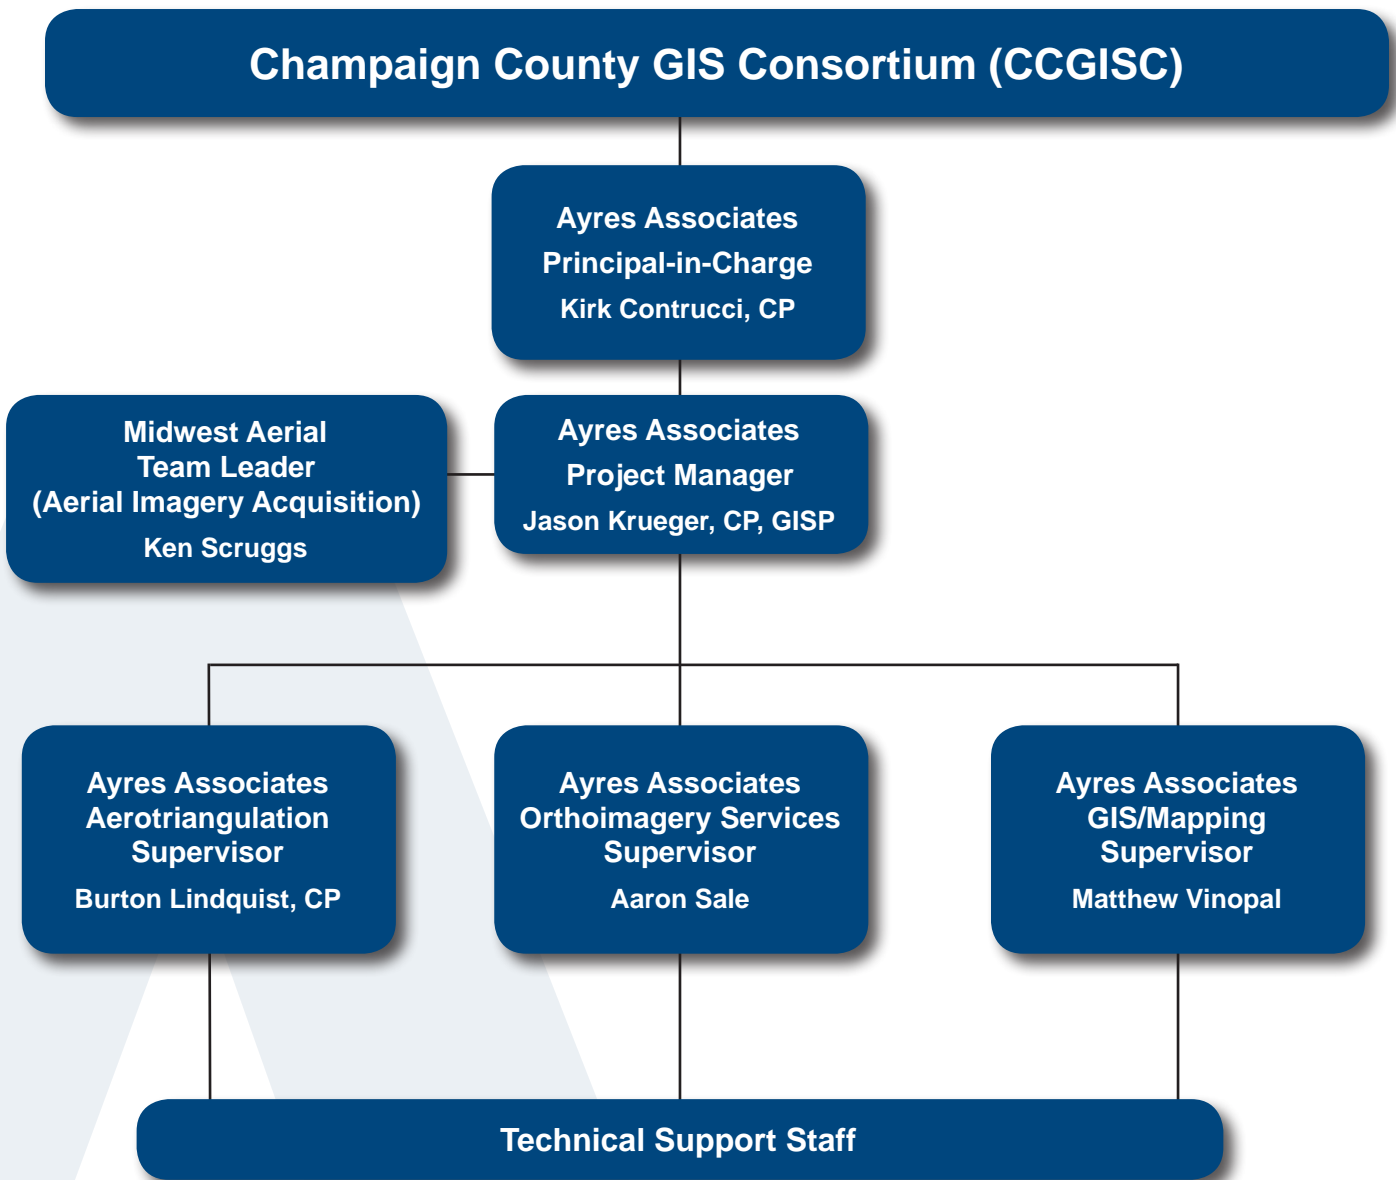 Champaign County GIS Consortium (CCGISC)
Ayres Associates
Principal-in-Charge
Kirk Contrucci, CP
Midwest Aerial
Team Leader
(Aerial Imagery Acquisition)
Ken Scruggs
Ayres Associates
Project Manager
Jason Krueger, CP, GISP
Ayres Associates
Aerotriangulation
Supervisor
Burton Lindquist, CP
Ayres Associates
Orthoimagery Services
Supervisor
Aaron Sale
Ayres Associates
GIS/Mapping
Supervisor
Matthew Vinopal
Technical Support Staff